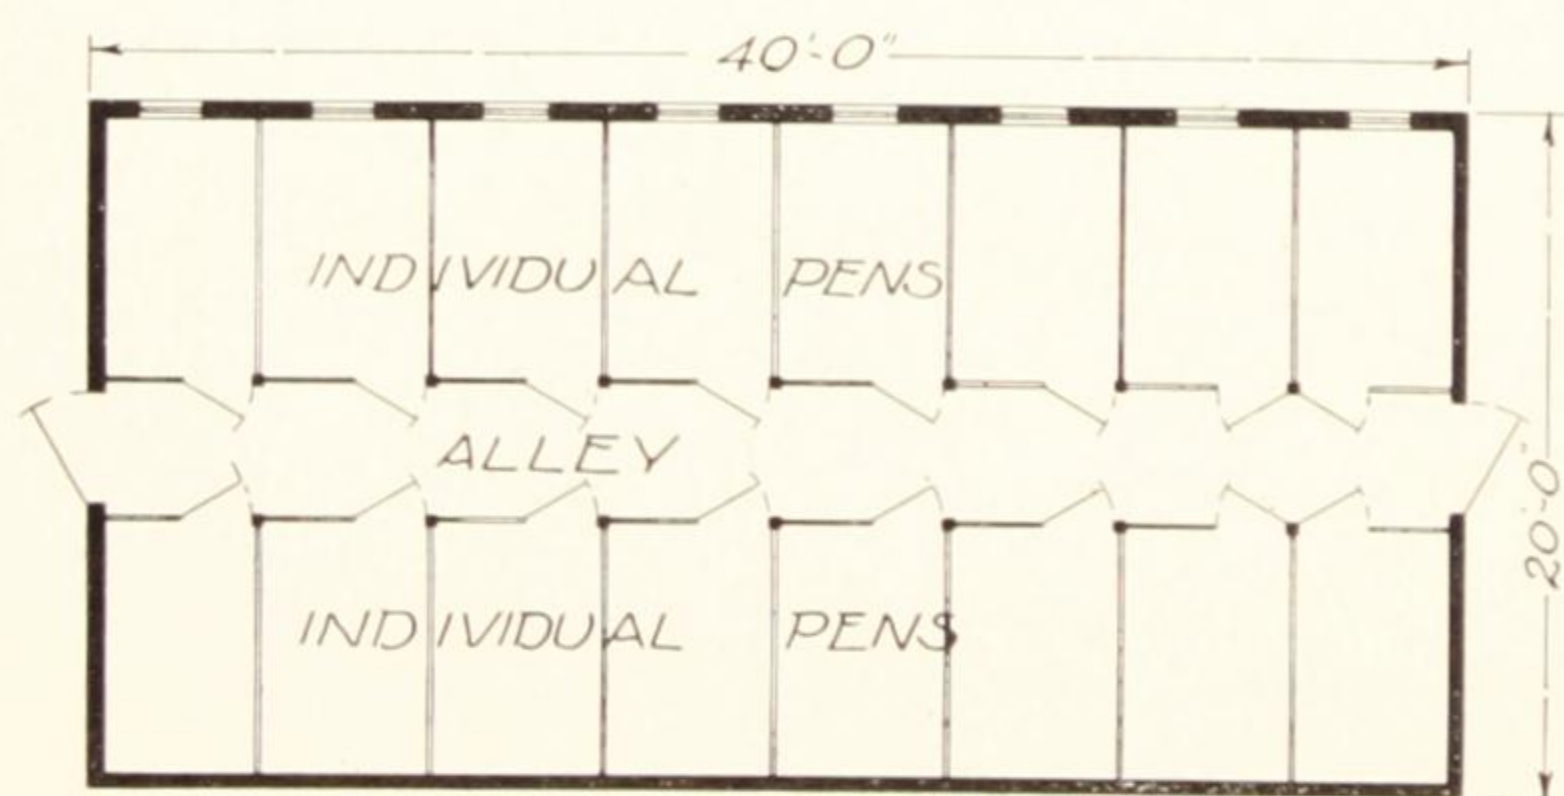 40'-0"
INDIVIDUAL PENS
ALLEY
20'-0"
INDIVIDUAL PENS